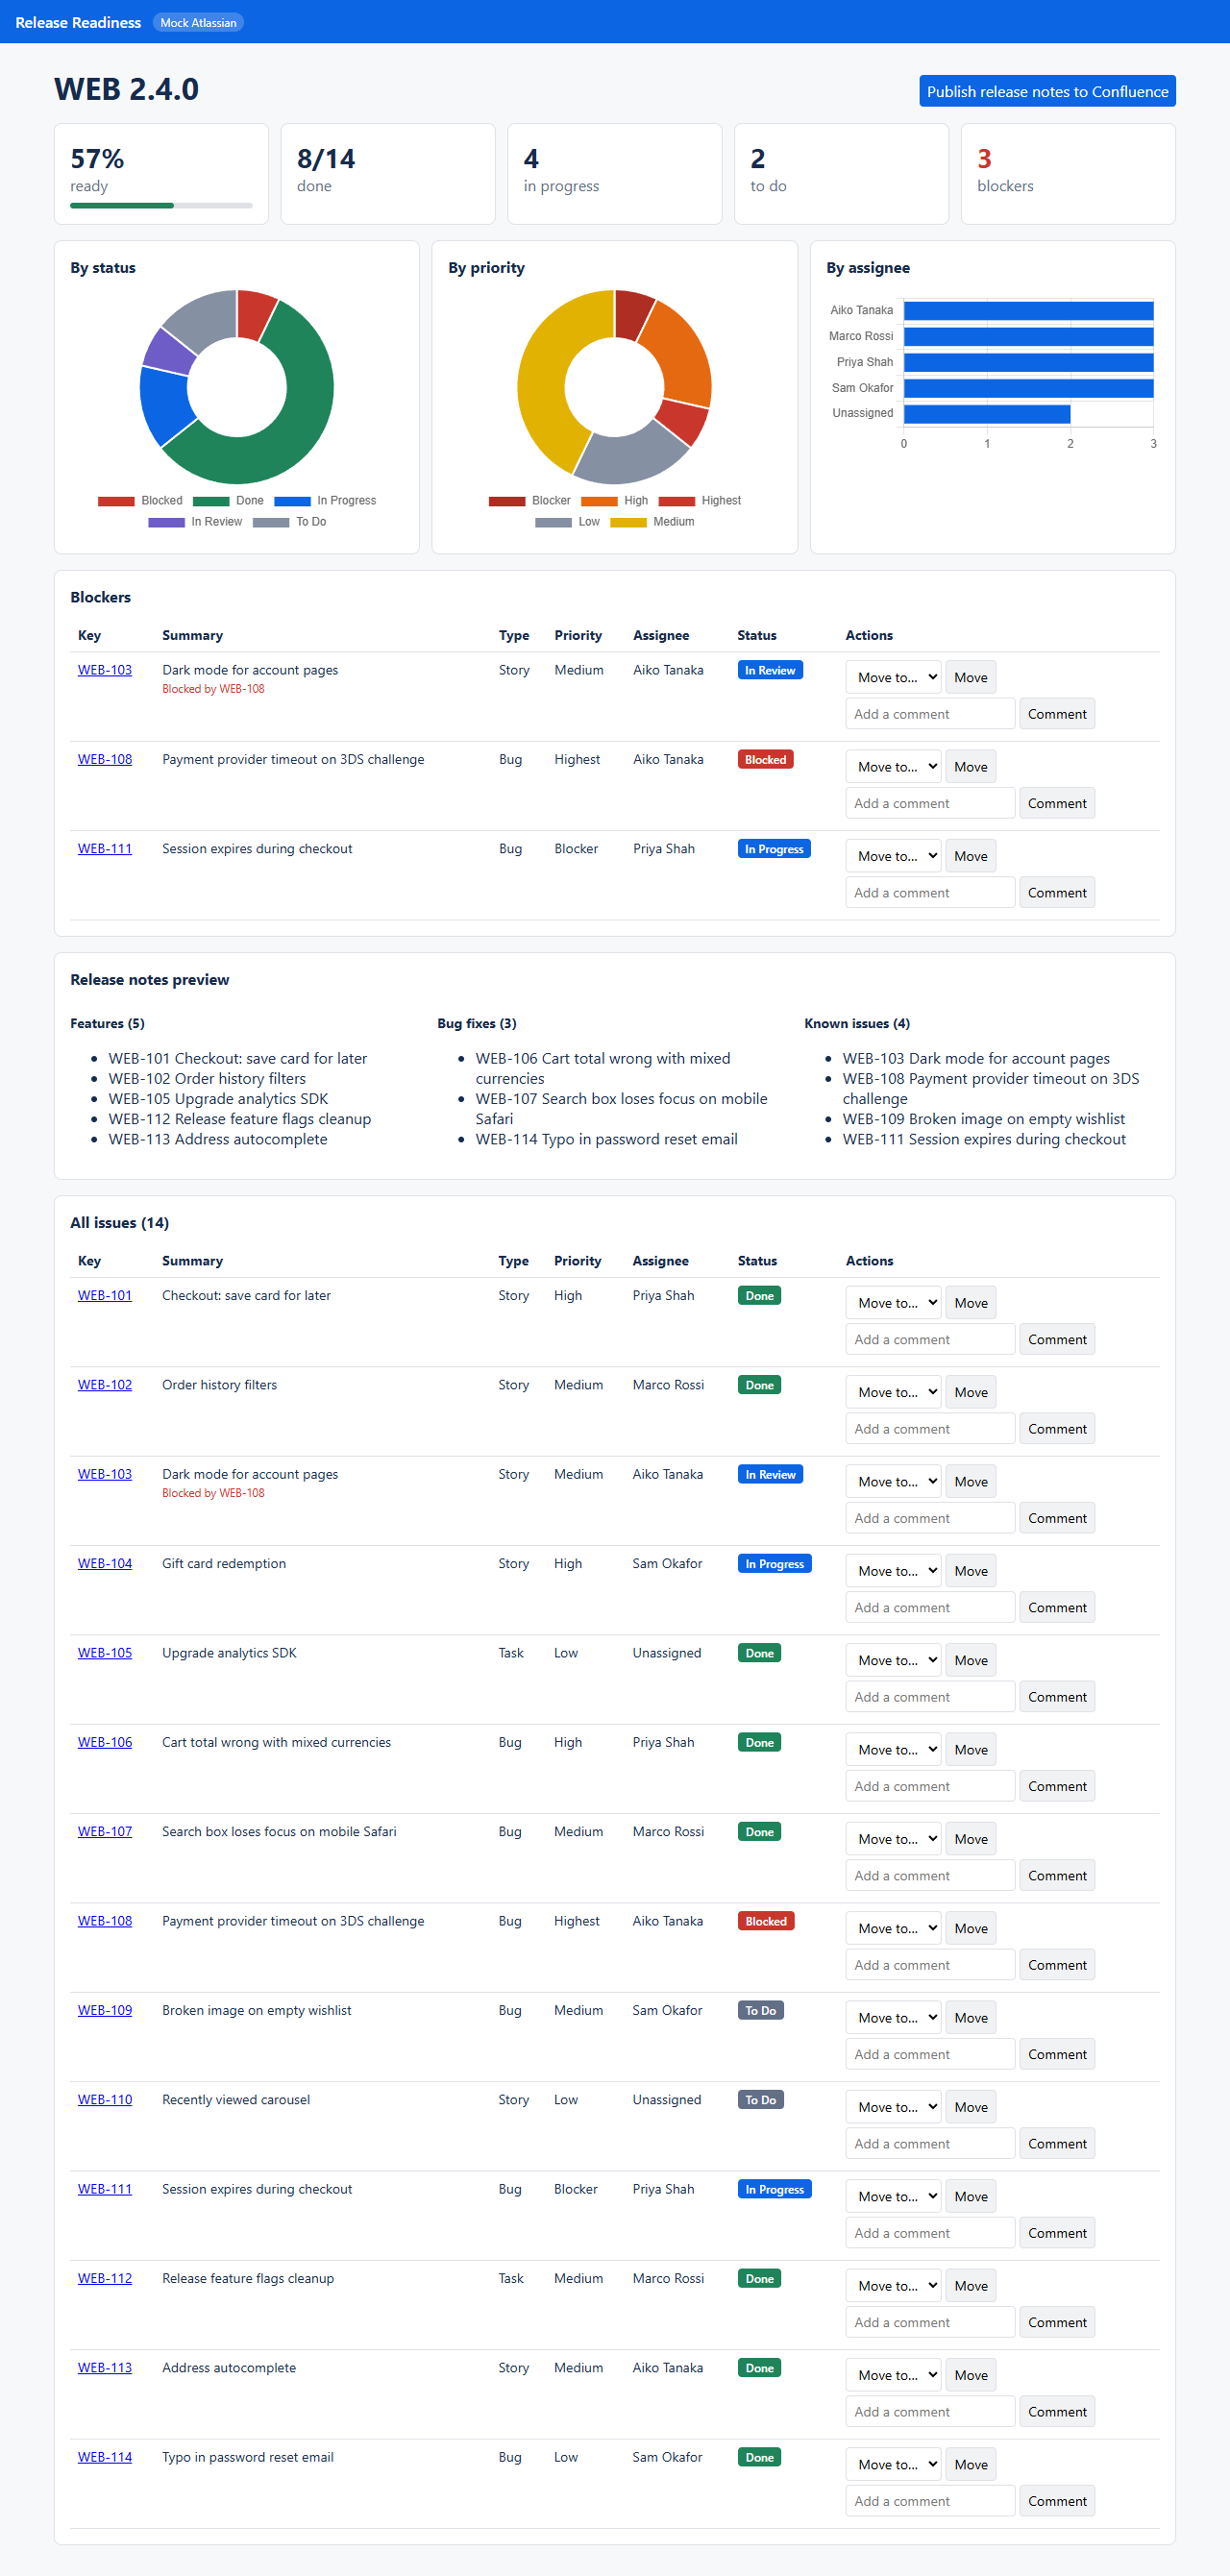 Release Readiness Mock Atlassian
WEB 2.4.0
Publish release notes to Confluence
57%
ready
8/14
done
4
in progress
2
to do
3
blockers
By status
Blocked Done In Progress
In Review To Do
By priority
Blocker High Highest
Low Medium
By assignee
Aiko Tanaka
Marco Rossi
Priya Shah
Sam Okafor
Unassigned
0 1 2 3
Blockers
Key Summary Type Priority Assignee Status Actions
WEB-103 Dark mode for account pages Story Medium Aiko Tanaka In Review Move to... Move
Blocked by WEB-108
Add a comment Comment
WEB-108 Payment provider timeout on 3DS challenge Bug Highest Aiko Tanaka Blocked Move to... Move
Add a comment Comment
WEB-111 Session expires during checkout Bug Blocker Priya Shah In Progress Move to... Move
Add a comment Comment
Release notes preview
Features (5)
WEB-101 Checkout: save card for later
WEB-102 Order history filters
WEB-105 Upgrade analytics SDK
WEB-112 Release feature flags cleanup
WEB-113 Address autocomplete
Bug fixes (3)
WEB-106 Cart total wrong with mixed
currencies
WEB-107 Search box loses focus on mobile
Safari
WEB-114 Typo in password reset email
Known issues (4)
WEB-103 Dark mode for account pages
WEB-108 Payment provider timeout on 3DS
challenge
WEB-109 Broken image on empty wishlist
WEB-111 Session expires during checkout
All issues (14)
Key Summary Type Priority Assignee Status Actions
WEB-101 Checkout: save card for later Story High Priya Shah Done Move to... Move
Add a comment Comment
WEB-102 Order history filters Story Medium Marco Rossi Done Move to... Move
Add a comment Comment
WEB-103 Dark mode for account pages Story Medium Aiko Tanaka In Review Move to... Move
Blocked by WEB-108
Add a comment Comment
WEB-104 Gift card redemption Story High Sam Okafor In Progress Move to... Move
Add a comment Comment
WEB-105 Upgrade analytics SDK Task Low Unassigned Done Move to... Move
Add a comment Comment
WEB-106 Cart total wrong with mixed currencies Bug High Priya Shah Done Move to... Move
Add a comment Comment
WEB-107 Search box loses focus on mobile Safari Bug Medium Marco Rossi Done Move to... Move
Add a comment Comment
WEB-108 Payment provider timeout on 3DS challenge Bug Highest Aiko Tanaka Blocked Move to... Move
Add a comment Comment
WEB-109 Broken image on empty wishlist Bug Medium Sam Okafor To Do Move to... Move
Add a comment Comment
WEB-110 Recently viewed carousel Story Low Unassigned To Do Move to... Move
Add a comment Comment
WEB-111 Session expires during checkout Bug Blocker Priya Shah In Progress Move to... Move
Add a comment Comment
WEB-112 Release feature flags cleanup Task Medium Marco Rossi Done Move to... Move
Add a comment Comment
WEB-113 Address autocomplete Story Medium Aiko Tanaka Done Move to... Move
Add a comment Comment
WEB-114 Typo in password reset email Bug Low Sam Okafor Done Move to... Move
Add a comment Comment